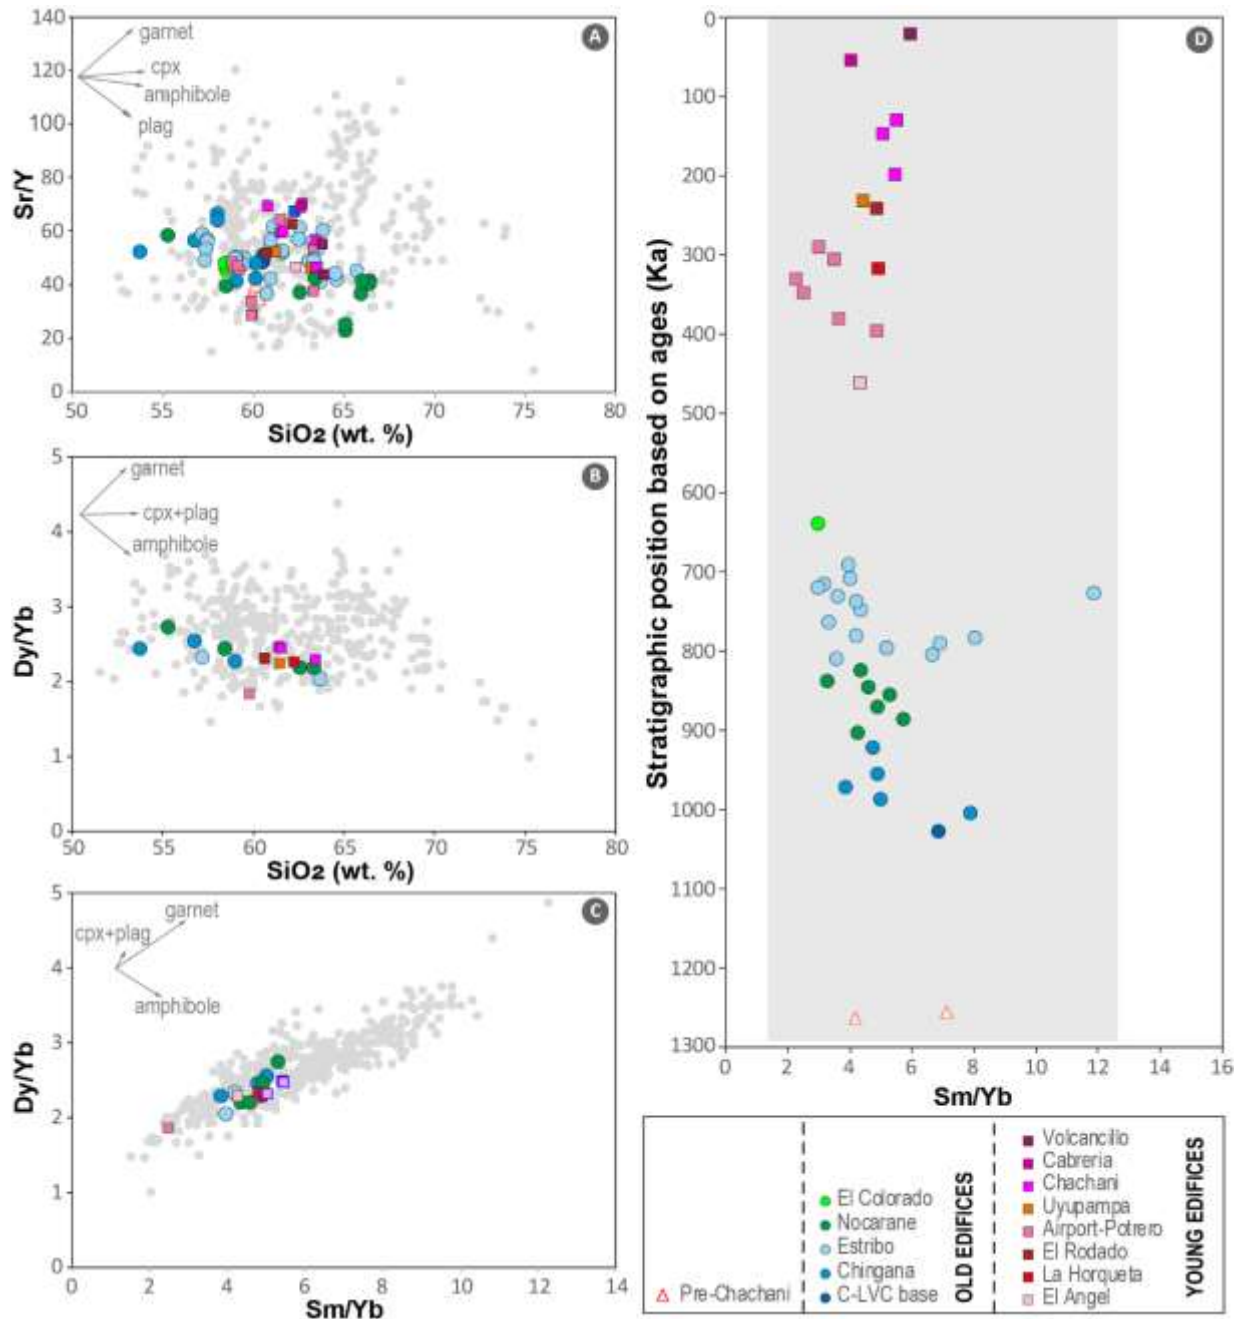 A
140
120
100
80
60
40
20
0
garnet
cpx
amphibole
plag
Sr/Y
50 55 60 65 70 75 80
SiO2 (wt. %)
B
5
4
3
2
1
0
garnet
cpx+plag
amphibole
Dy/Yb
50 55 60 65 70 75 80
SiO2 (wt. %)
C
5
4
3
2
1
0
garnet
cpx+plag
amphibole
Dy/Yb
0 2 4 6 8 10 12 14
Sm/Yb
D
0
100
200
300
400
500
600
700
800
900
1000
1100
1200
1300
Stratigraphic position based on ages (Ka)
0 2 4 6 8 10 12 14 16
Sm/Yb
Pre-Chachani
El Colorado
Nocarane
Estribo
Chingana
C-LVC base
OLD EDIFICES
Volcancillo
Cabreria
Chachani
Uyupampa
Airport-Potrero
El Rodado
La Horqueta
El Angel
YOUNG EDIFICES